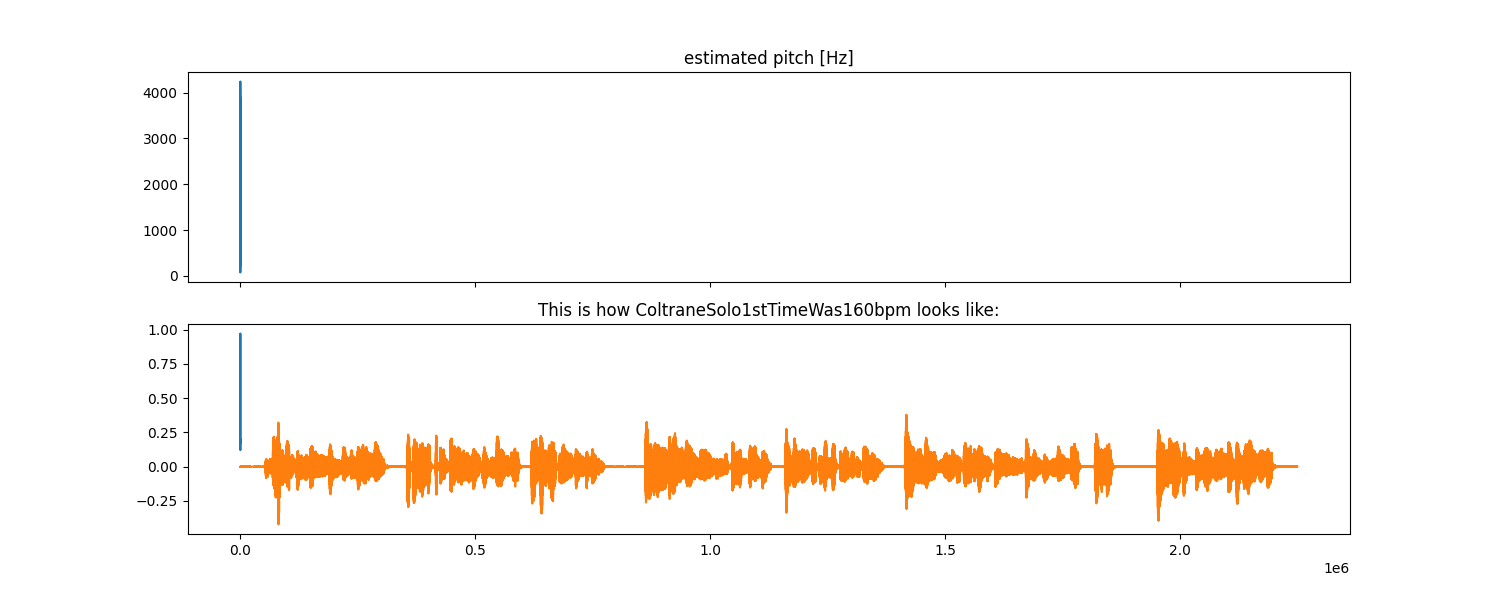 estimated pitch [Hz]
4000
3000
2000
1000
0
This is how ColtraneSolo1stTimeWas160bpm looks like:
1.00
0.75
0.50
0.25
0.00
−0.25
0.0 0.5 1.0 1.5 2.0
1e6